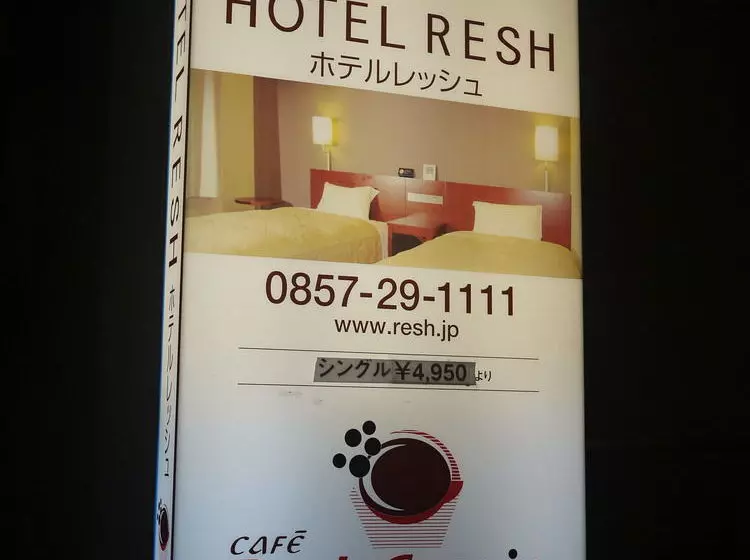 HOTEL RESH
ホテルレッシュ
0857-29-1111
www.resh.jp
シングル¥4,950より
CAFÉ
TEL RESH ホテルレッシュ